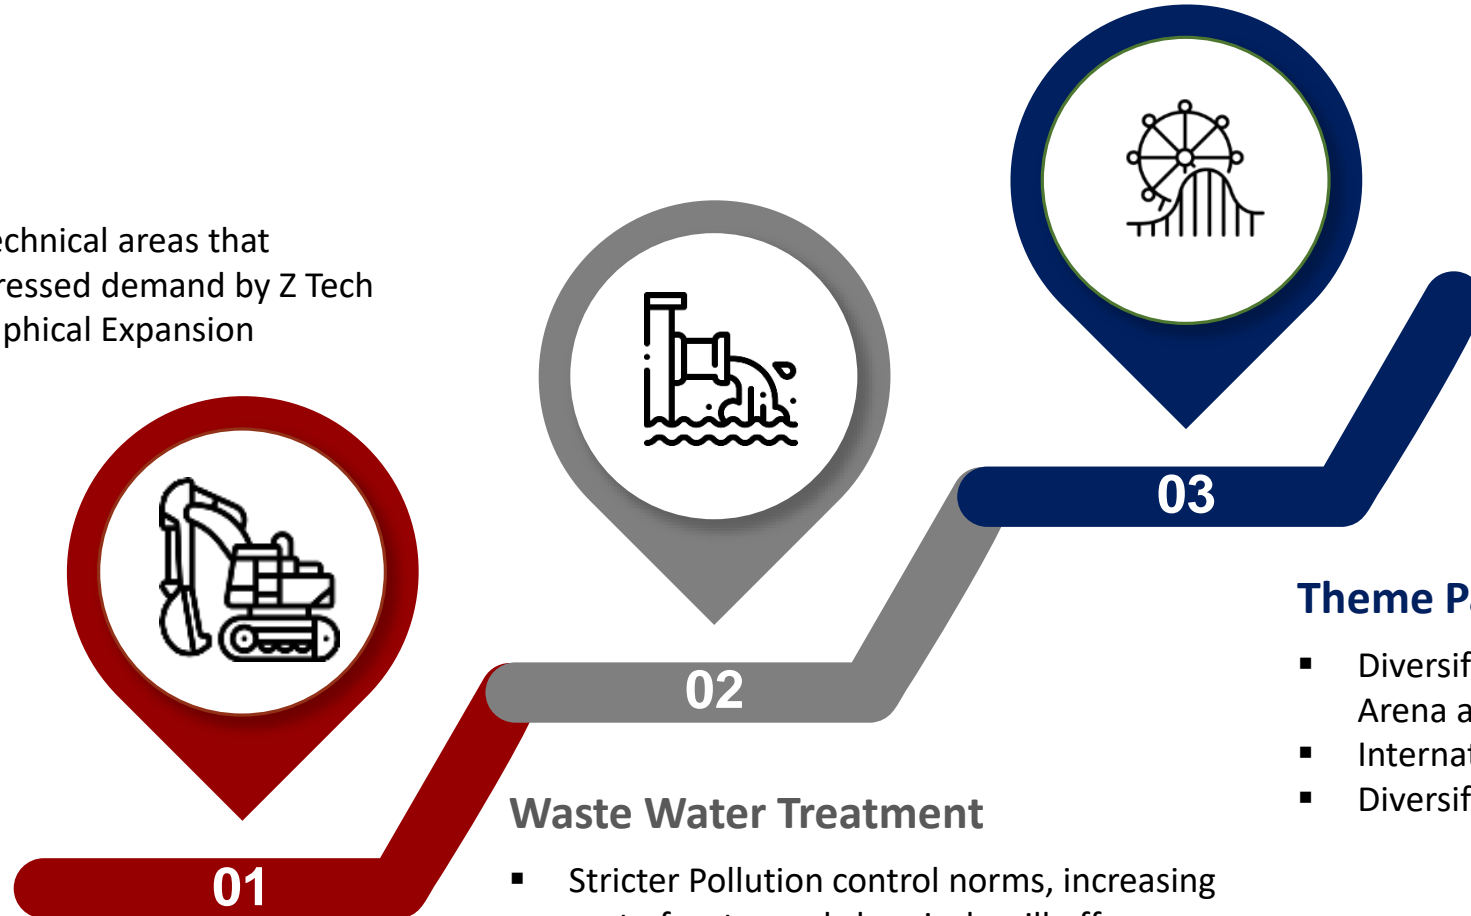 technical areas that
ressed demand by Z Tech
phical Expansion
03
02
01
Theme
Diversif
Arena
Internat
Diversif
Waste Water Treatment
Stricter Pollution control norms, increasing